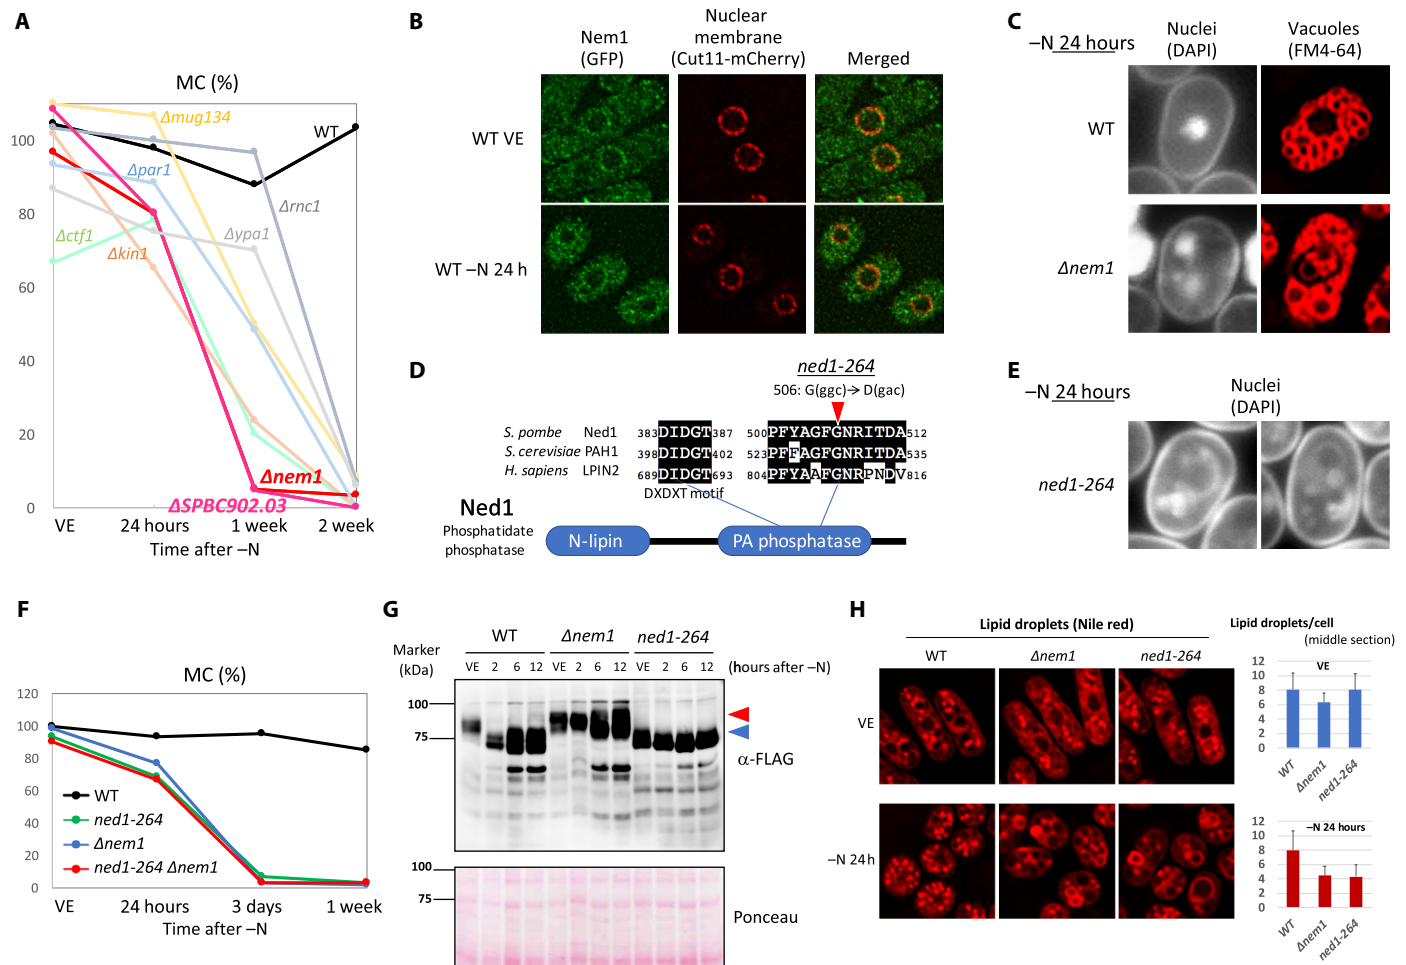 A
MC (%)
100
80
60
40
20
0
Δmug134
WT
Δpar1
Δrnc1
Δctf1
Δypa1
Δkin1
Δnem1
ΔSPBC902.03
VE
24 hours
1 week
2 week
Time after –N
B
Nem1
(GFP)
Nuclear
membrane
(Cut11-mCherry)
Merged
WT VE
WT –N 24 h
C
–N 24 hours
Nuclei
(DAPI)
Vacuoles
(FM4-64)
WT
Δnem1
D
ned1-264
506: G(ggc)→ D(gac)
S. pombe Ned1 383 DIDGT 387 500 PFYAGFGNRITDA 512
S. cerevisiae PAH1 398 DIDGT 402 523 PFFAGFGNRITDA 535
H. sapiens LPIN2 689 DIDGT 693 804 PFYAAFGNRPNDV 816
DXDXT motif
Ned1
Phosphatidate
phosphatase
N-lipin
PA phosphatase
E
–N 24 hours
Nuclei
(DAPI)
ned1-264
F
MC (%)
120
100
80
60
40
20
0
WT
ned1-264
Δnem1
ned1-264 Δnem1
VE
24 hours
3 days
1 week
Time after –N
G
WT
Δnem1
ned1-264
Marker
(kDa)
VE 2 6 12 VE 2 6 12 VE 2 6 12
(hours after –N)
100
75
α-FLAG
100
75
Ponceau
H
Lipid droplets (Nile red)
WT
Δnem1
ned1-264
VE
–N 24h
Lipid droplets/cell
(middle section)
VE
12
10
8
6
4
2
0
WT
Δnem1
ned1-264
–N 24 hours
12
10
8
6
4
2
0
WT
Δnem1
ned1-264